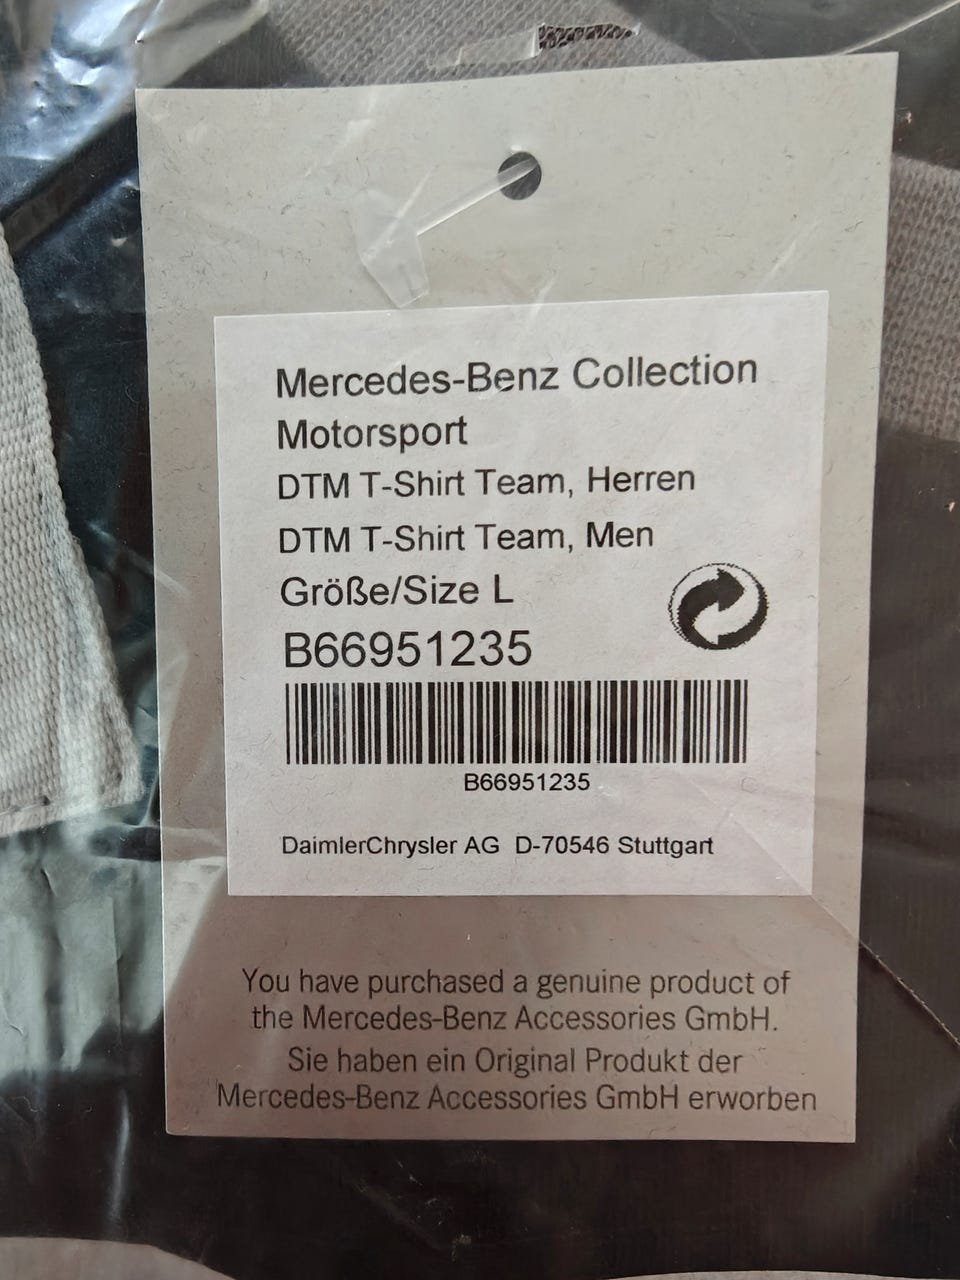 Mercedes-Benz Collection
Motorsport
DTM T-Shirt Team, Herren
DTM T-Shirt Team, Men
Größe/Size L
B66951235
B66951235
DaimlerChrysler AG D-70546 Stuttgart
You have purchased a genuine product of
the Mercedes-Benz Accessories GmbH.
Sie haben ein Original Produkt der
Mercedes-Benz Accessories GmbH erworben